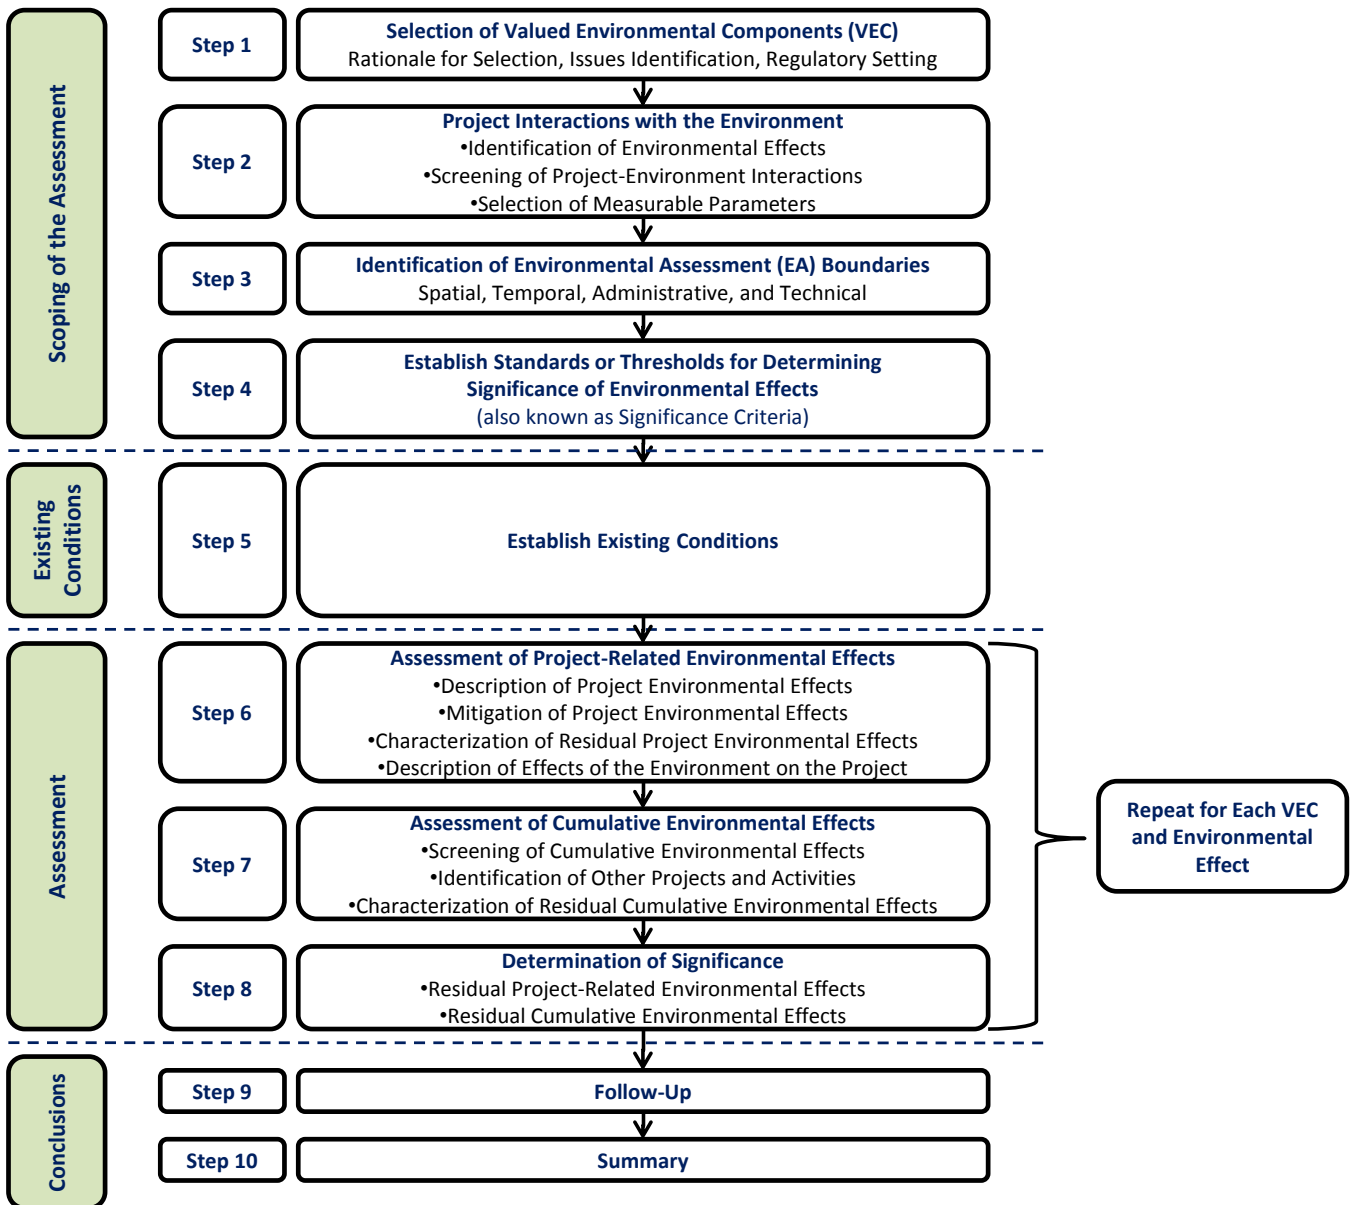 Scoping of the Assessment
Step 1
Selection of Valued Environmental Components (VEC)
Rationale for Selection, Issues Identification, Regulatory Setting
Step 2
Project Interactions with the Environment
•Identification of Environmental Effects
•Screening of Project-Environment Interactions
•Selection of Measurable Parameters
Step 3
Identification of Environmental Assessment (EA) Boundaries
Spatial, Temporal, Administrative, and Technical
Step 4
Establish Standards or Thresholds for Determining
Significance of Environmental Effects
(also known as Significance Criteria)
Existing
Conditions
Step 5
Establish Existing Conditions
Assessment
Step 6
Assessment of Project-Related Environmental Effects
•Description of Project Environmental Effects
•Mitigation of Project Environmental Effects
•Characterization of Residual Project Environmental Effects
•Description of Effects of the Environment on the Project
Step 7
Assessment of Cumulative Environmental Effects
•Screening of Cumulative Environmental Effects
•Identification of Other Projects and Activities
•Characterization of Residual Cumulative Environmental Effects
Step 8
Determination of Significance
•Residual Project-Related Environmental Effects
•Residual Cumulative Environmental Effects
Repeat for Each VEC
and Environmental
Effect
Conclusions
Step 9
Follow-Up
Step 10
Summary